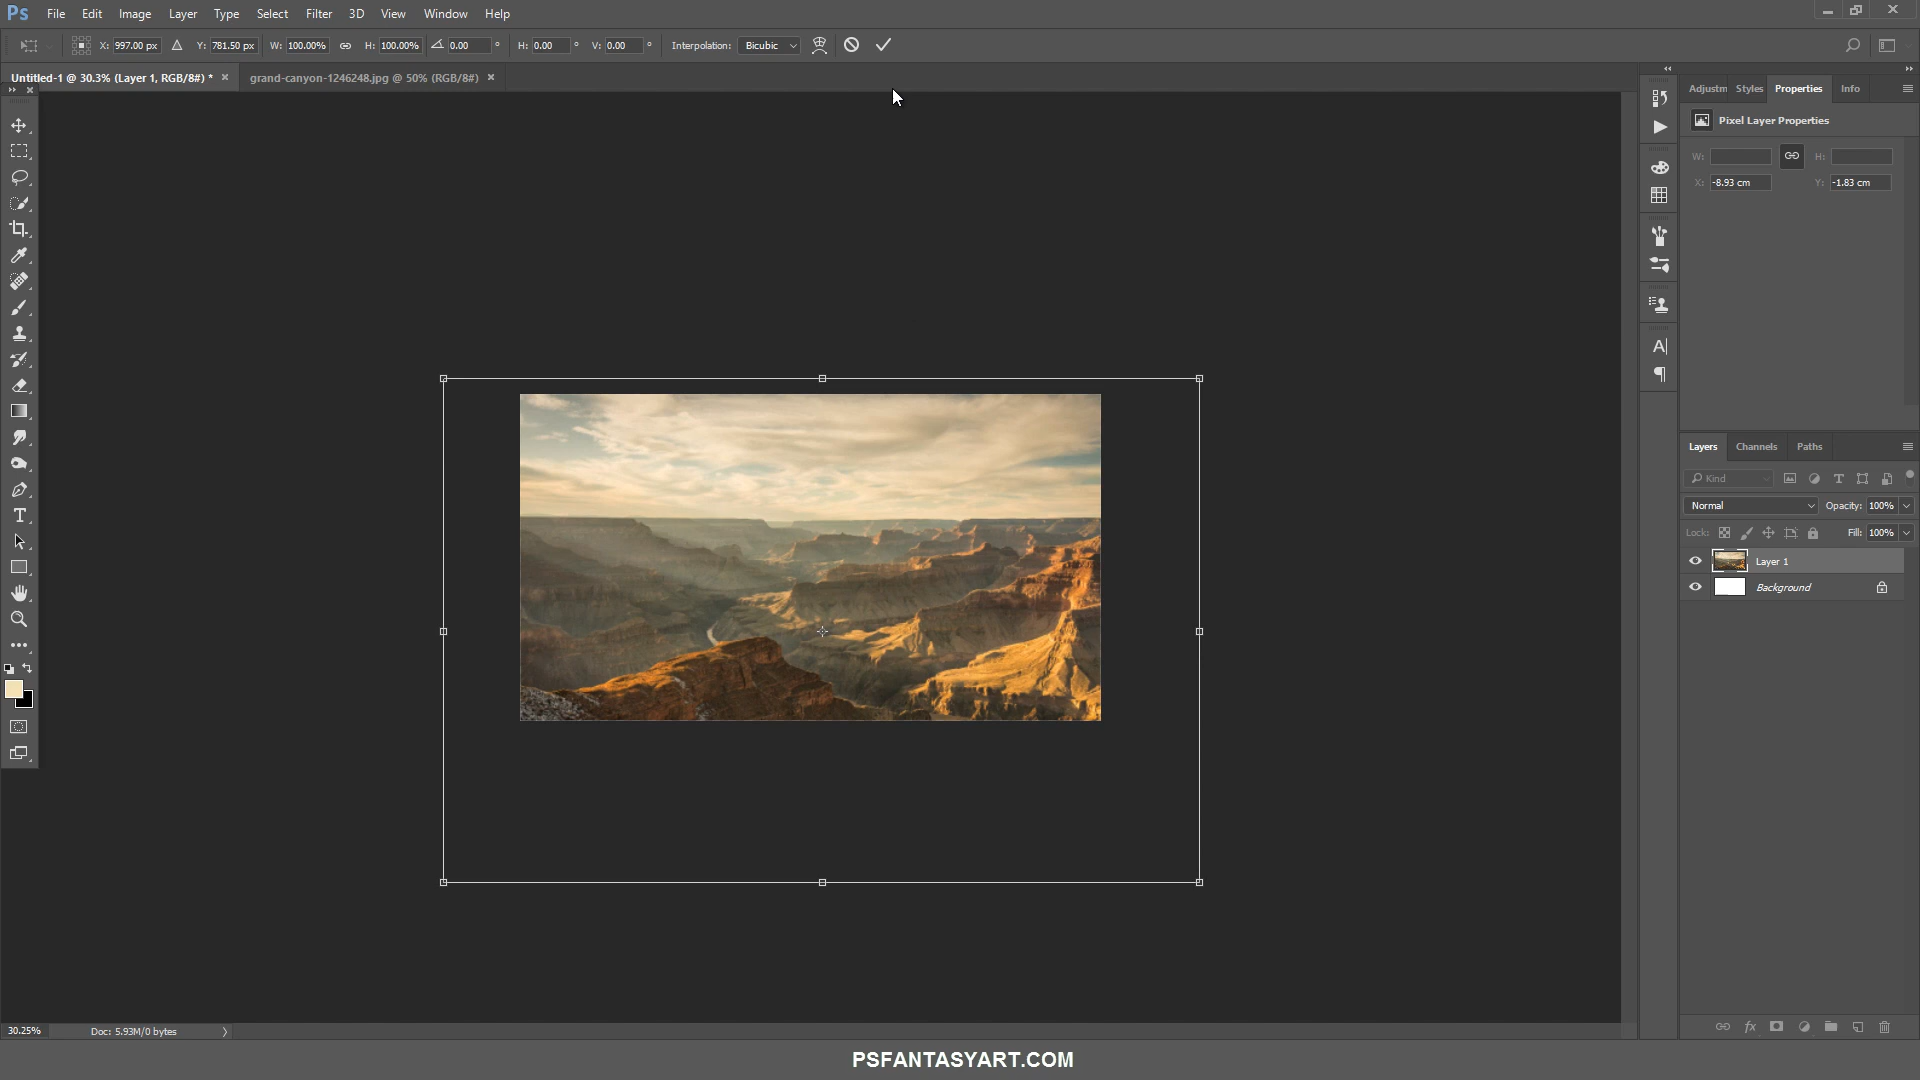 Ps File Edit Image Layer Type Select Filter 3D View Window Help
X: 997.00 px Y: 781.50 px W: 100.00% H: 100.00% 0.00 ° H: 0.00 ° V: 0.00 ° Interpolation: Bicubic
Untitled-1 @ 30.3% (Layer 1, RGB/8#) * × grand-canyon-1246248.jpg @ 50% (RGB/8#) ×
Adjustm Styles Properties Info
Pixel Layer Properties
W: H:
X: -8.93 cm Y: -1.83 cm
Layers Channels Paths
Kind
Normal Opacity: 100%
Lock: Fill: 100%
Layer 1
Background
30.25% Doc: 5.93M/0 bytes
PSFANTASYART.COM